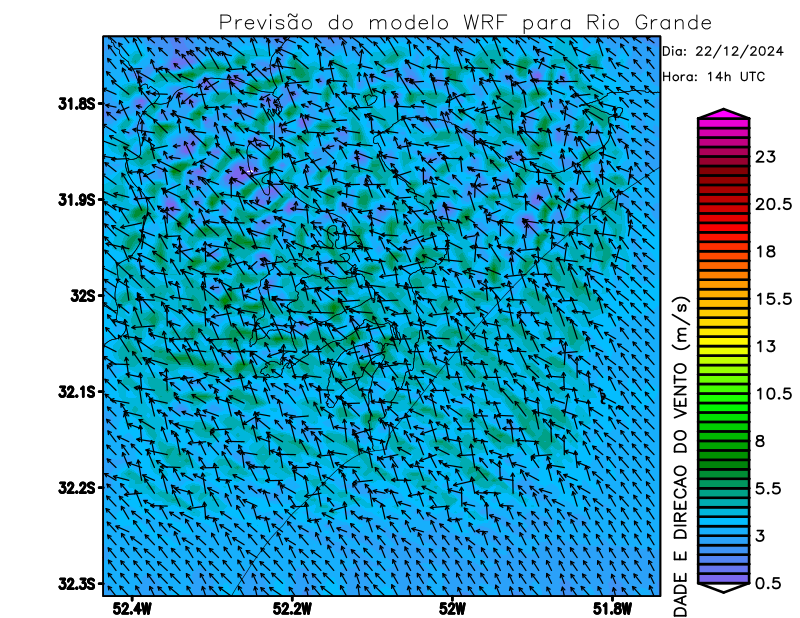 Previsão do modelo WRF para Rio Grande
Dia: 22/12/2024
Hora: 14h UTC
31.8S
31.9S
32S
32.1S
32.2S
32.3S
52.4W
52.2W
52W
51.8W
23
20.5
18
15.5
13
10.5
8
5.5
3
0.5
DADE E DIRECAO DO VENTO (m/s)